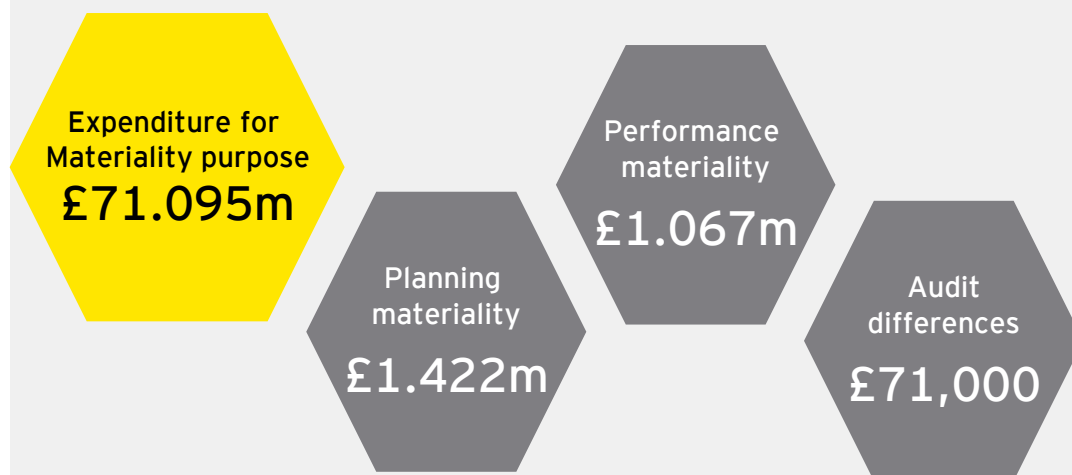 Expenditure for
Materiality purpose
£71.095m
Planning
materiality
£1.422m
Performance
materiality
£1.067m
Audit
differences
£71,000